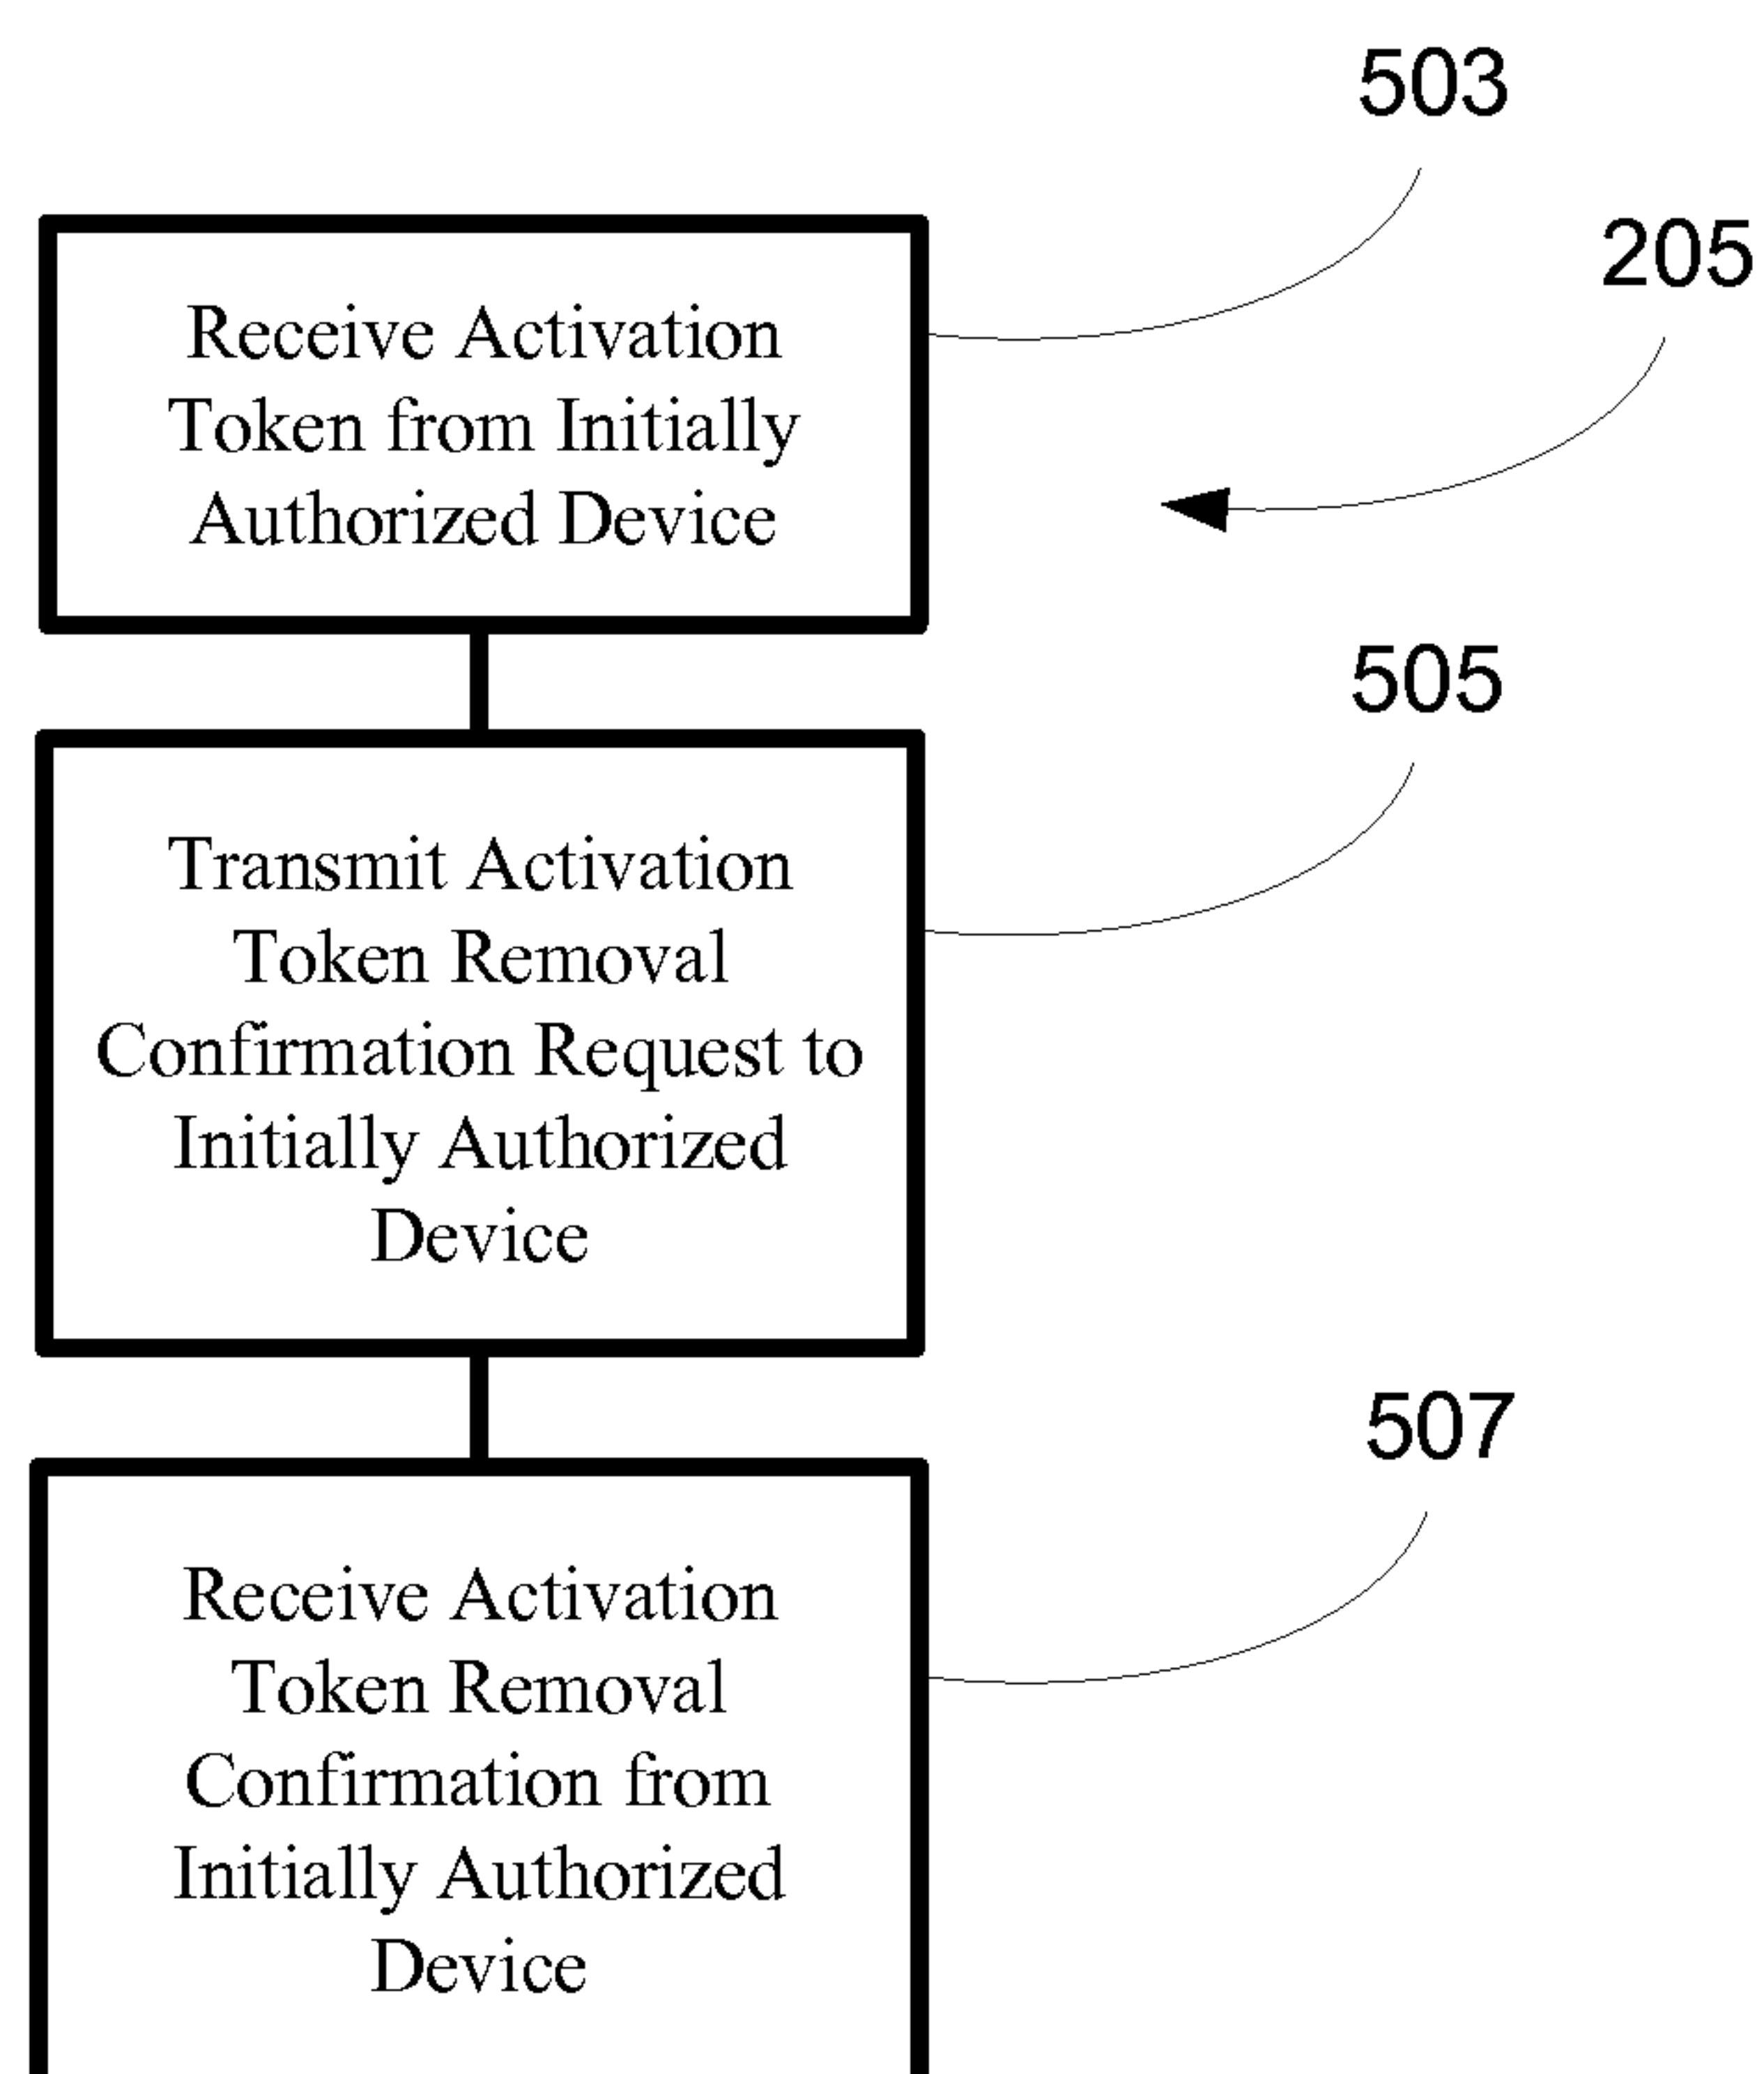 503
205
Receive Activation
Token from Initially
Authorized Device
505
Transmit Activation
Token Removal
Confirmation Request to
Initially Authorized
Device
507
Receive Activation
Token Removal
Confirmation from
Initially Authorized
Device